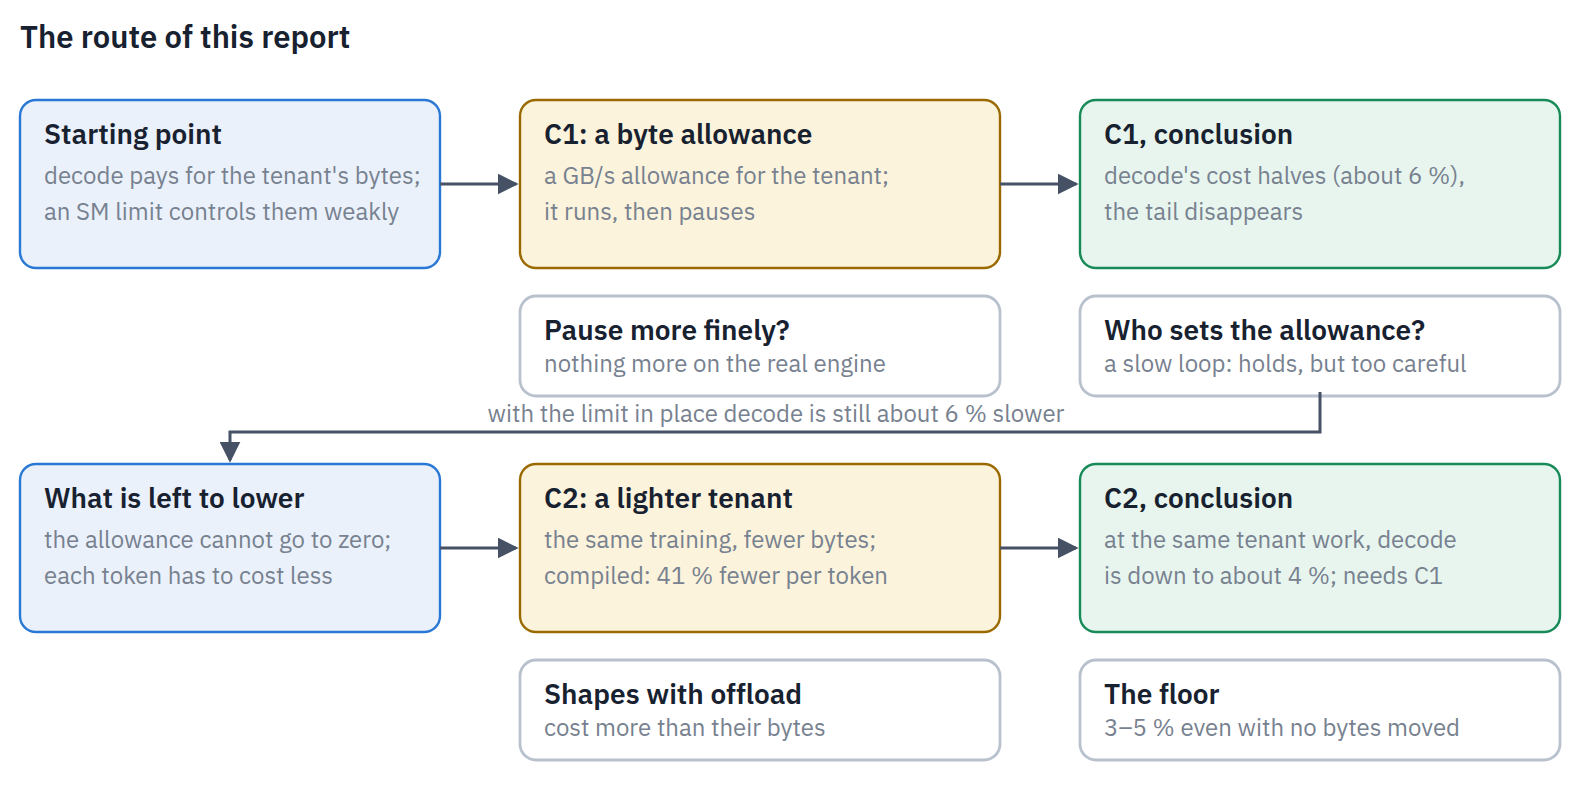 The route of this report
Starting point
decode pays for the tenant's bytes;
an SM limit controls them weakly
C1: a byte allowance
a GB/s allowance for the tenant;
it runs, then pauses
C1, conclusion
decode's cost halves (about 6 %),
the tail disappears
Pause more finely?
nothing more on the real engine
Who sets the allowance?
a slow loop: holds, but too careful
with the limit in place decode is still about 6 % slower
What is left to lower
the allowance cannot go to zero;
each token has to cost less
C2: a lighter tenant
the same training, fewer bytes;
compiled: 41 % fewer per token
C2, conclusion
at the same tenant work, decode
is down to about 4 %; needs C1
Shapes with offload
cost more than their bytes
The floor
3–5 % even with no bytes moved